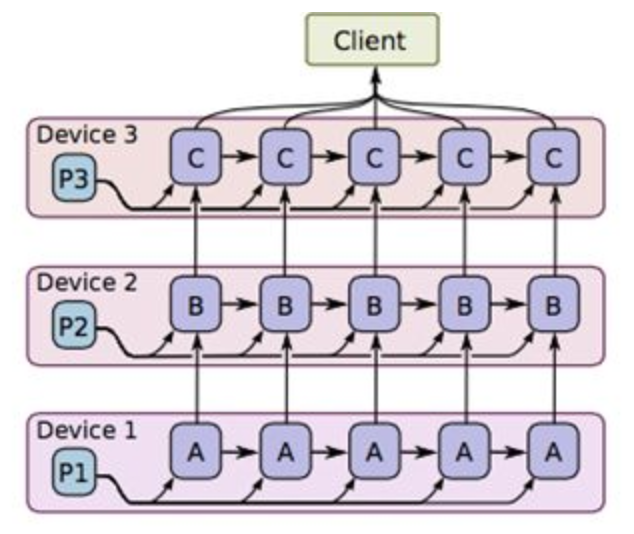 Client
Device 3
P3
C C C C C
Device 2
P2
B B B B B
Device 1
P1
A A A A A